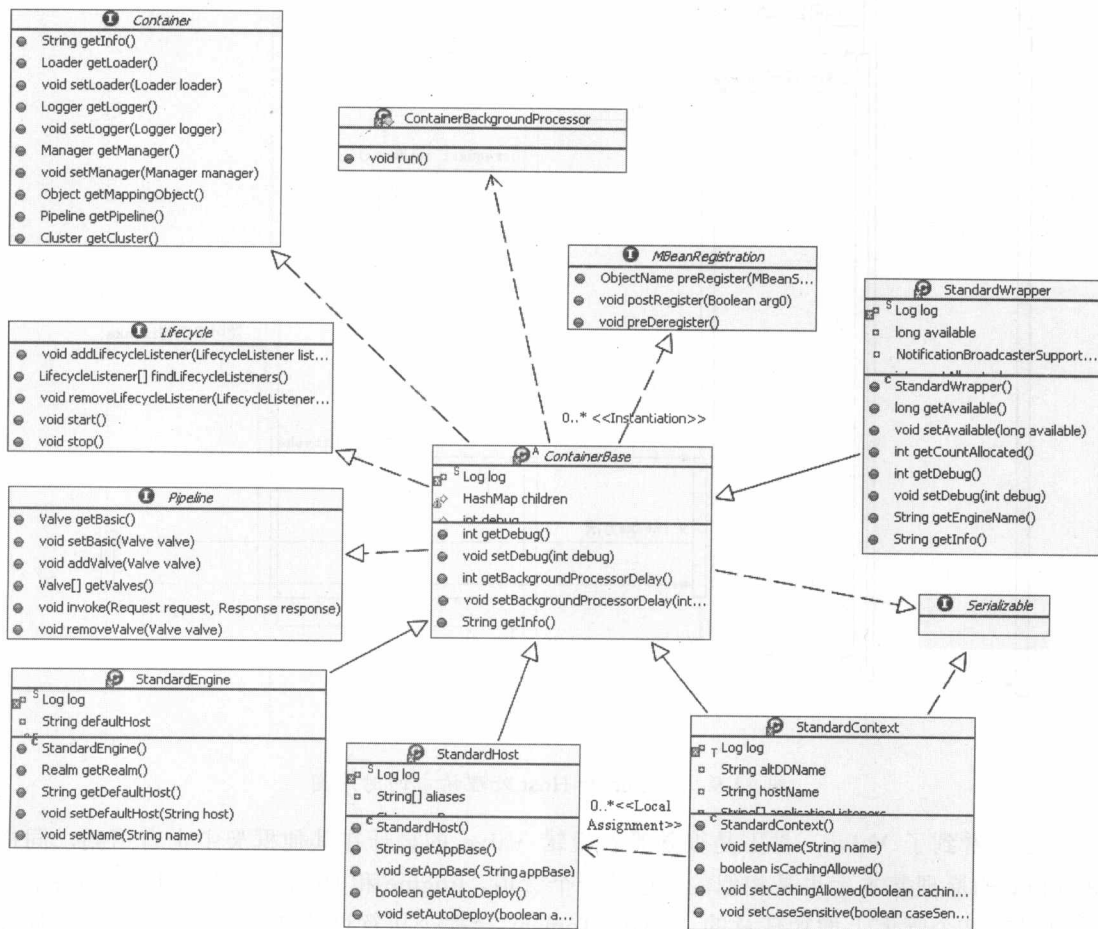 Container
String getInfo()
Loader getLoader()
void setLoader(Loader loader)
Logger getLogger()
void setLogger(Logger logger)
Manager getManager()
void setManager(Manager manager)
Object getMappingObject()
Pipeline getPipeline()
Cluster getCluster()
ContainerBackgroundProcessor
void run()
MBeanRegistration
ObjectName preRegister(MBeanS...
void postRegister(Boolean arg0)
void preDeregister()
StandardWrapper
Log log
long available
NotificationBroadcasterSupport...
StandardWrapper()
long getAvailable()
void setAvailable(long available)
int getCountAllocated()
int getDebug()
void setDebug(int debug)
String getEngineName()
String getInfo()
Lifecycle
void addLifecycleListener(LifecycleListener list...
LifecycleListener[] findLifecycleListeners()
void removeLifecycleListener(LifecycleListener...
void start()
void stop()
0..* <<Instantiation>>
ContainerBase
Log log
HashMap children
int debug
int getDebug()
void setDebug(int debug)
int getBackgroundProcessorDelay()
void setBackgroundProcessorDelay(int...
String getInfo()
Pipeline
Valve getBasic()
void setBasic(Valve valve)
void addValve(Valve valve)
Valve[] getValves()
void invoke(Request request, Response response)
void removeValve(Valve valve)
Serializable
StandardEngine
Log log
String defaultHost
StandardEngine()
Realm getRealm()
String getDefaultHost()
void setDefaultHost(String host)
void setName(String name)
StandardHost
Log log
String[] aliases
StandardHost()
String getAppBase()
void setAppBase( String appBase)
boolean getAutoDeploy()
void setAutoDeploy(boolean a...
0..*<<Local
Assignment>>
StandardContext
Log log
String altDDName
String hostName
String[] applicationListeners
StandardContext()
void setName(String name)
boolean isCachingAllowed()
void setCachingAllowed(boolean cachin...
void setCaseSensitive(boolean caseSen...